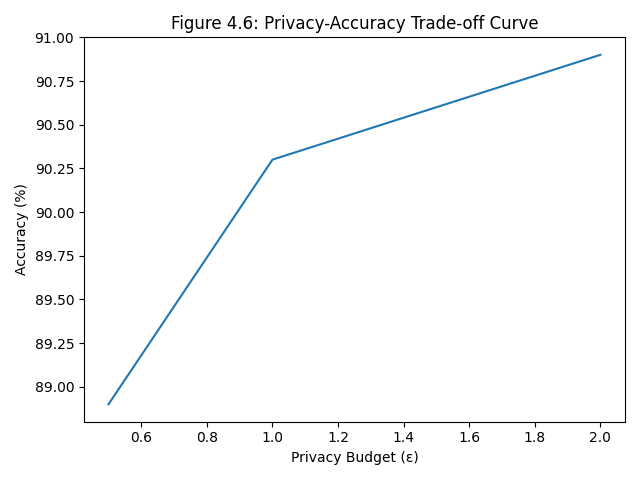 Figure 4.6: Privacy-Accuracy Trade-off Curve
91.00
90.75
90.50
90.25
90.00
89.75
89.50
89.25
89.00
Accuracy (%)
0.6 0.8 1.0 1.2 1.4 1.6 1.8 2.0
Privacy Budget (ε)